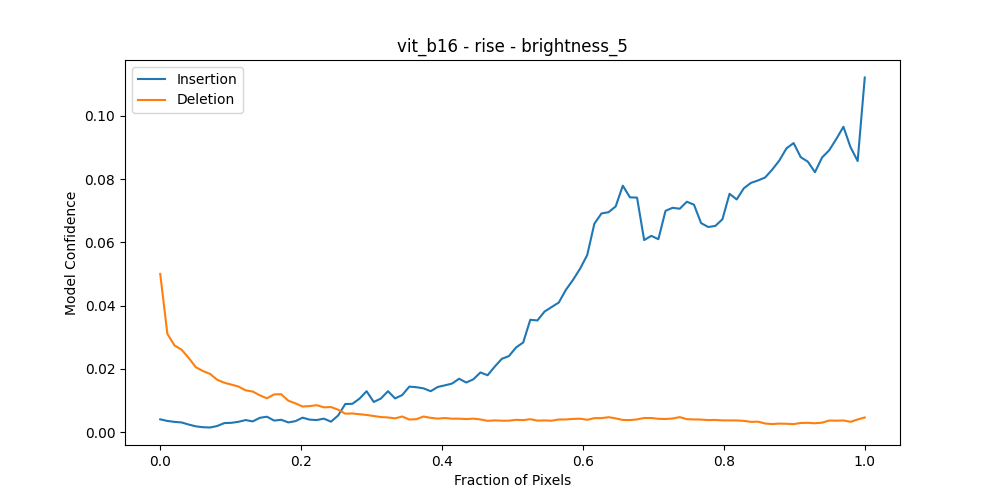 vit_b16 - rise - brightness_5
Insertion
Deletion
Model Confidence
0.10
0.08
0.06
0.04
0.02
0.00
0.0 0.2 0.4 0.6 0.8 1.0
Fraction of Pixels